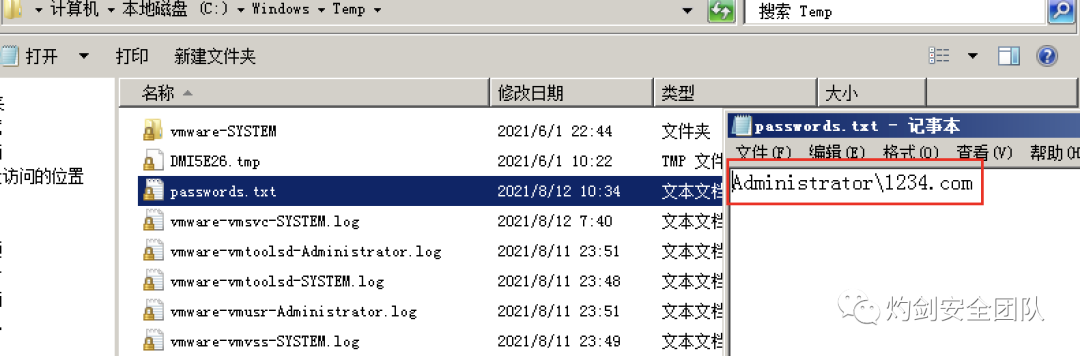 计算机 本地磁盘 (C:) Windows Temp
搜索 Temp
打开 打印 新建文件夹
访问的位置
名称 修改日期 类型 大小
vmware-SYSTEM 2021/6/1 22:44 文件夹
DMI5E26.tmp 2021/6/1 10:22 TMP 文件
passwords.txt 2021/8/12 10:34 文本文档
vmware-vmsvc-SYSTEM.log 2021/8/12 7:40 文本文档
vmware-vmtoolsd-Administrator.log 2021/8/11 23:51 文本文档
vmware-vmtoolsd-SYSTEM.log 2021/8/11 23:48 文本文档
vmware-vmusr-Administrator.log 2021/8/11 23:51 文本文档
vmware-vmvss-SYSTEM.log 2021/8/11 23:49 文本文档
passwords.txt - 记事本
文件(F) 编辑(E) 格式(O) 查看(V) 帮助(H
Administrator\1234.com
灼剑安全团队